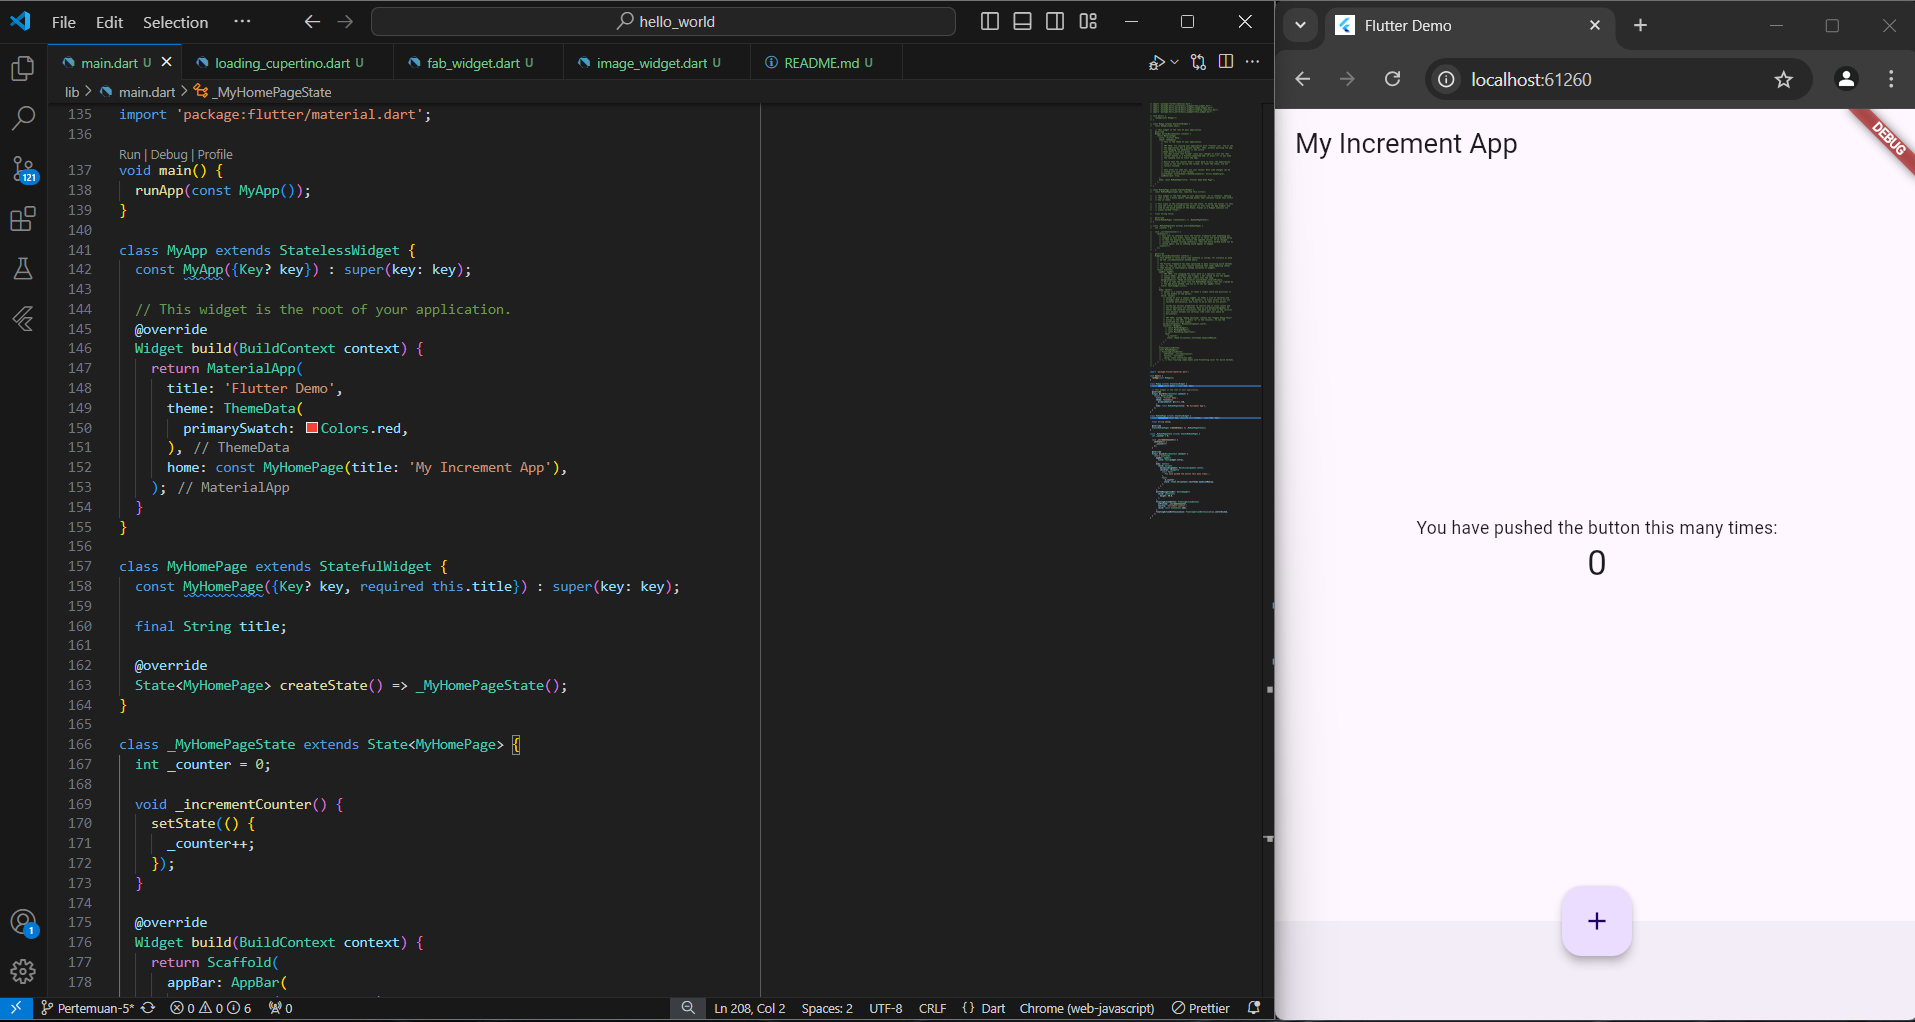 File Edit Selection ··· hello_world
main.dart U loading_cupertino.dart U fab_widget.dart U image_widget.dart U README.md U
lib > main.dart > _MyHomePageState
135 import 'package:flutter/material.dart';
136
Run | Debug | Profile
137 void main() {
138 runApp(const MyApp());
139 }
140
141 class MyApp extends StatelessWidget {
142 const MyApp({Key? key}) : super(key: key);
143
144 // This widget is the root of your application.
145 @override
146 Widget build(BuildContext context) {
147 return MaterialApp(
148 title: 'Flutter Demo',
149 theme: ThemeData(
150 primarySwatch: Colors.red,
151 ), // ThemeData
152 home: const MyHomePage(title: 'My Increment App'),
153 ); // MaterialApp
154 }
155 }
156
157 class MyHomePage extends StatefulWidget {
158 const MyHomePage({Key? key, required this.title}) : super(key: key);
159
160 final String title;
161
162 @override
163 State<MyHomePage> createState() => _MyHomePageState();
164 }
165
166 class _MyHomePageState extends State<MyHomePage> {
167 int _counter = 0;
168
169 void _incrementCounter() {
170 setState(() {
171 _counter++;
172 });
173 }
174
175 @override
176 Widget build(BuildContext context) {
177 return Scaffold(
178 appBar: AppBar(
121
1
Pertemuan-5* 0 0 6 0 Ln 208, Col 2 Spaces: 2 UTF-8 CRLF {} Dart Chrome (web-javascript) Prettier
Flutter Demo
localhost:61260
My Increment App
DEBUG
You have pushed the button this many times:
0
+